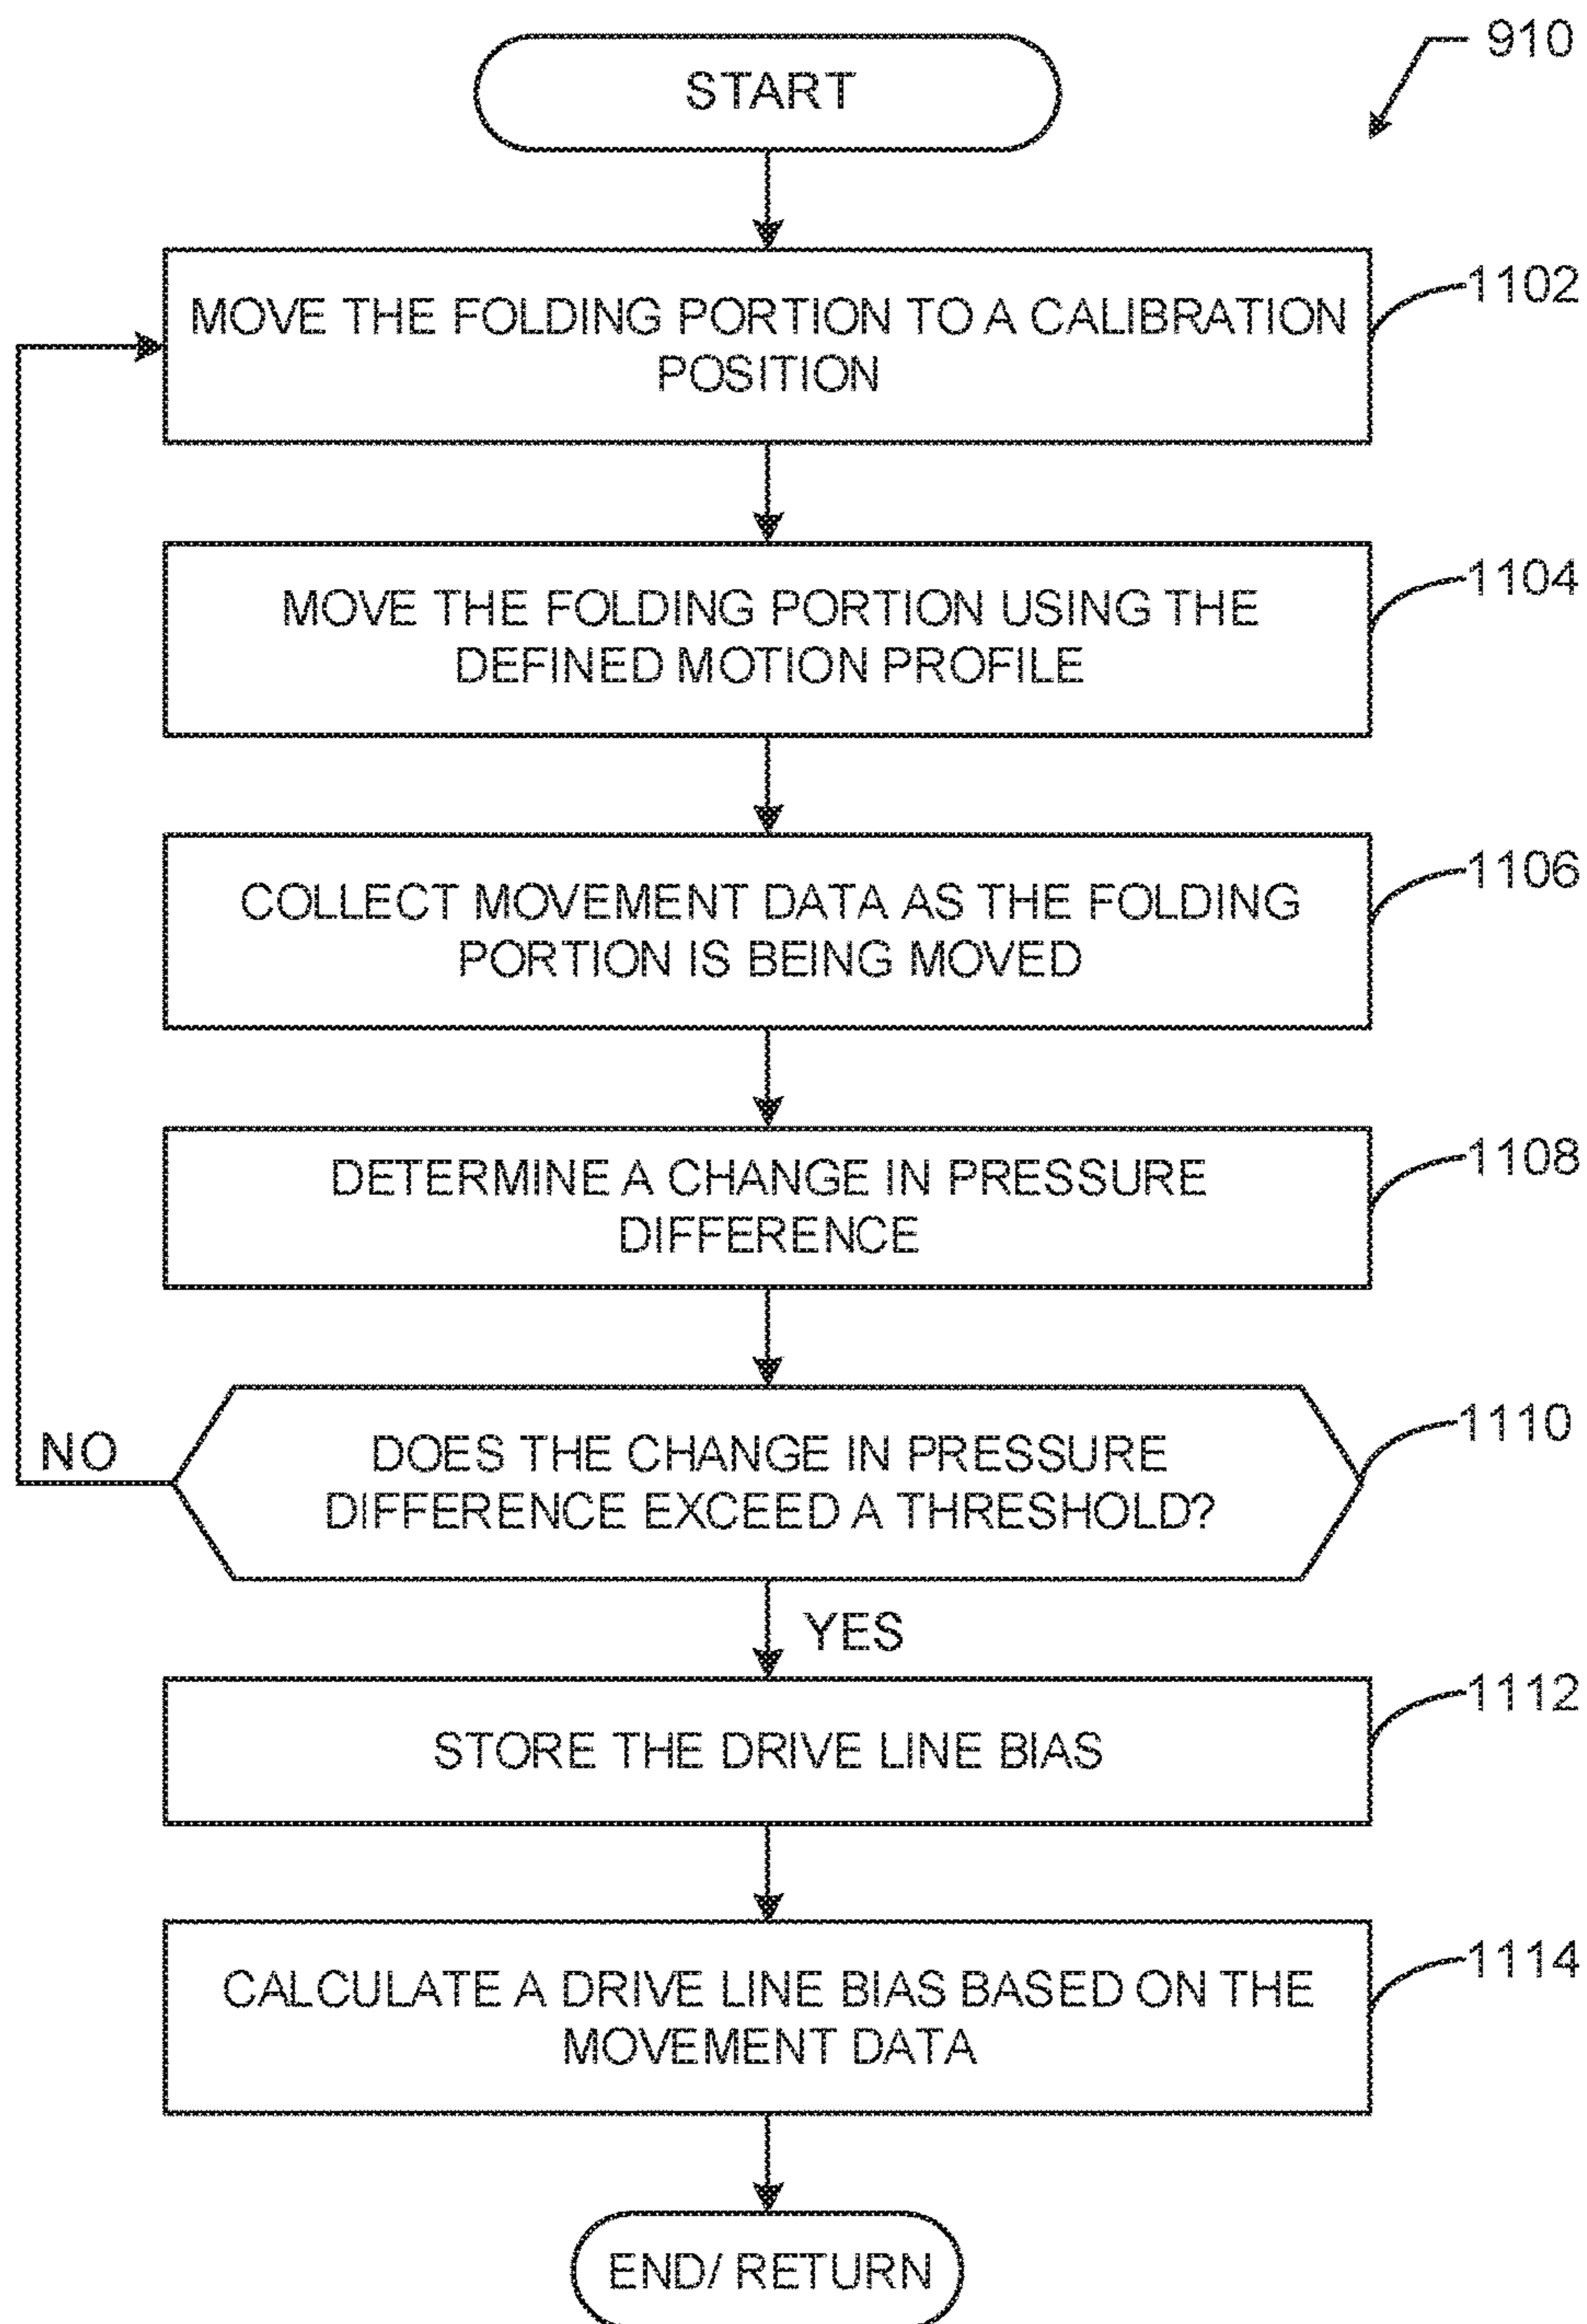 910
START
MOVE THE FOLDING PORTION TO A CALIBRATION
POSITION
1102
MOVE THE FOLDING PORTION USING THE
DEFINED MOTION PROFILE
1104
COLLECT MOVEMENT DATA AS THE FOLDING
PORTION IS BEING MOVED
1106
DETERMINE A CHANGE IN PRESSURE
DIFFERENCE
1108
DOES THE CHANGE IN PRESSURE
DIFFERENCE EXCEED A THRESHOLD?
1110
NO
YES
STORE THE DRIVE LINE BIAS
1112
CALCULATE A DRIVE LINE BIAS BASED ON THE
MOVEMENT DATA
1114
END/ RETURN